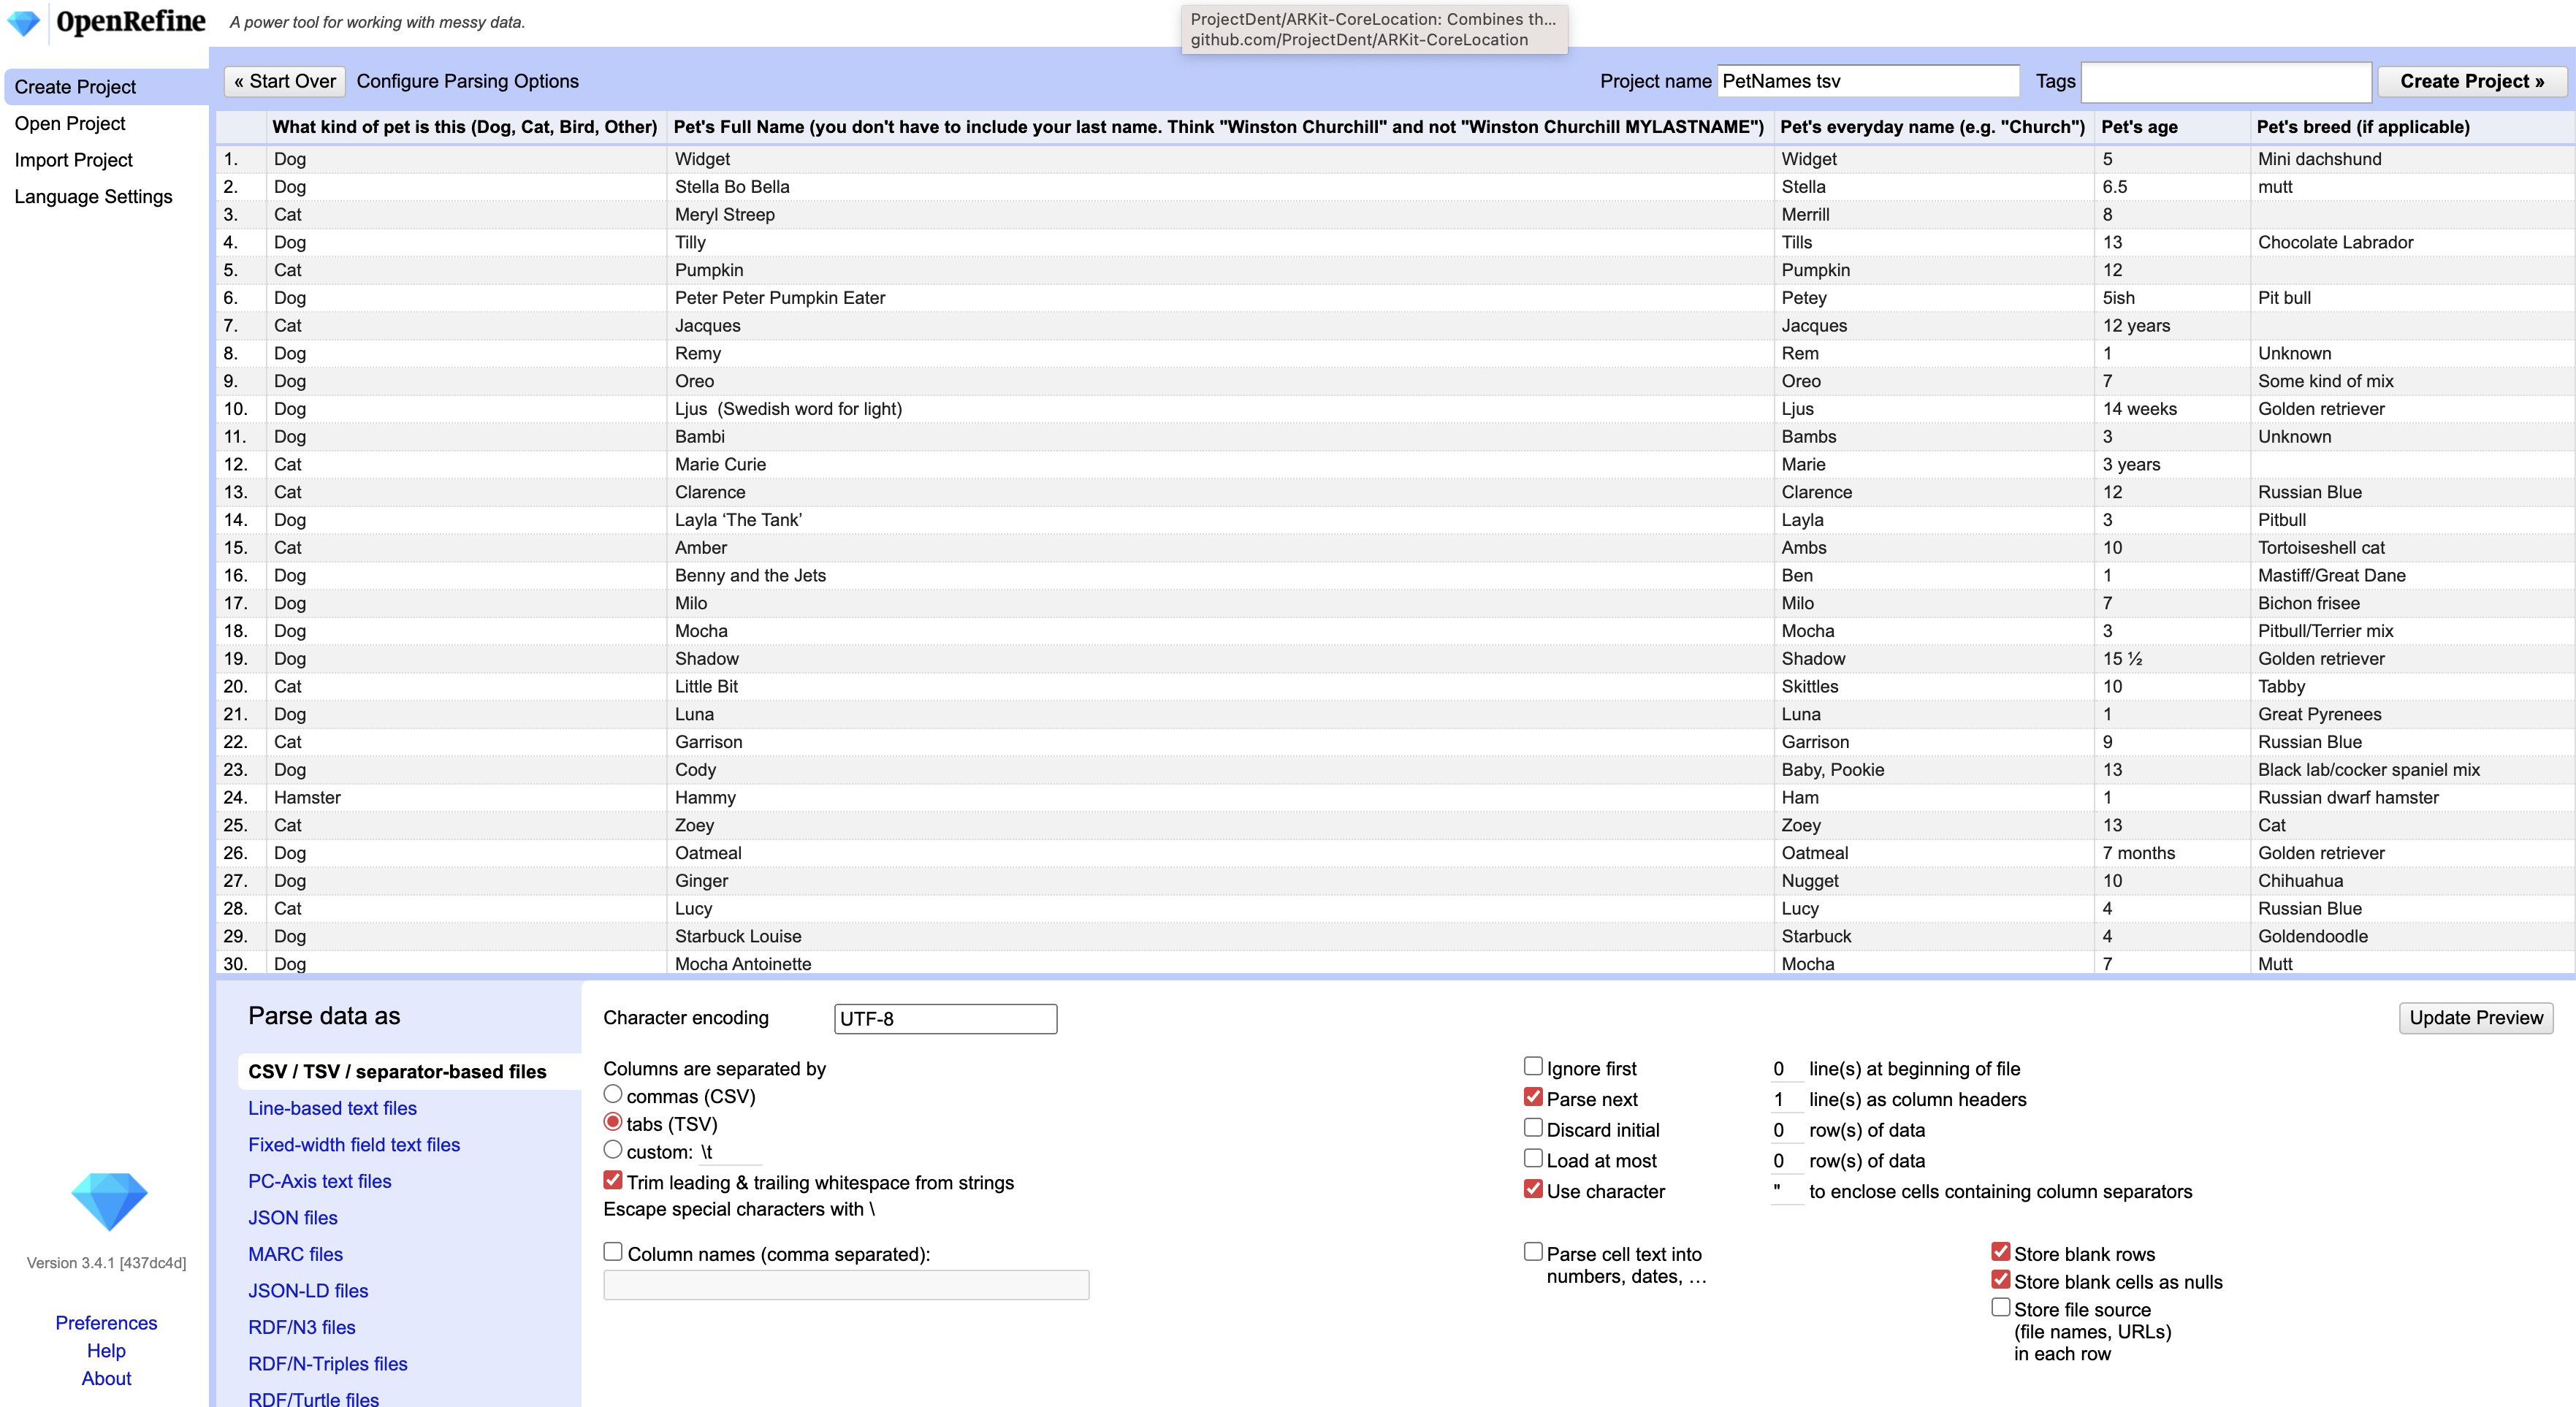 OpenRefine A power tool for working with messy data.
ProjectDent/ARKit-CoreLocation: Combines th...
github.com/ProjectDent/ARKit-CoreLocation
Create Project
Open Project
Import Project
Language Settings
« Start Over Configure Parsing Options Project name PetNames tsv Tags Create Project »
What kind of pet is this (Dog, Cat, Bird, Other) Pet's Full Name (you don't have to include your last name. Think "Winston Churchill" and not "Winston Churchill MYLASTNAME") Pet's everyday name (e.g. "Church") Pet's age Pet's breed (if applicable)
1. Dog Widget Widget 5 Mini dachshund
2. Dog Stella Bo Bella Stella 6.5 mutt
3. Cat Meryl Streep Merrill 8
4. Dog Tilly Tills 13 Chocolate Labrador
5. Cat Pumpkin Pumpkin 12
6. Dog Peter Peter Pumpkin Eater Petey 5ish Pit bull
7. Cat Jacques Jacques 12 years
8. Dog Remy Rem 1 Unknown
9. Dog Oreo Oreo 7 Some kind of mix
10. Dog Ljus  (Swedish word for light) Ljus 14 weeks Golden retriever
11. Dog Bambi Bambs 3 Unknown
12. Cat Marie Curie Marie 3 years
13. Cat Clarence Clarence 12 Russian Blue
14. Dog Layla ‘The Tank’ Layla 3 Pitbull
15. Cat Amber Ambs 10 Tortoiseshell cat
16. Dog Benny and the Jets Ben 1 Mastiff/Great Dane
17. Dog Milo Milo 7 Bichon frisee
18. Dog Mocha Mocha 3 Pitbull/Terrier mix
19. Dog Shadow Shadow 15 ½ Golden retriever
20. Cat Little Bit Skittles 10 Tabby
21. Dog Luna Luna 1 Great Pyrenees
22. Cat Garrison Garrison 9 Russian Blue
23. Dog Cody Baby, Pookie 13 Black lab/cocker spaniel mix
24. Hamster Hammy Ham 1 Russian dwarf hamster
25. Cat Zoey Zoey 13 Cat
26. Dog Oatmeal Oatmeal 7 months Golden retriever
27. Dog Ginger Nugget 10 Chihuahua
28. Cat Lucy Lucy 4 Russian Blue
29. Dog Starbuck Louise Starbuck 4 Goldendoodle
30. Dog Mocha Antoinette Mocha 7 Mutt
Parse data as
CSV / TSV / separator-based files
Line-based text files
Fixed-width field text files
PC-Axis text files
JSON files
MARC files
JSON-LD files
RDF/N3 files
RDF/N-Triples files
RDF/Turtle files
Character encoding UTF-8
Update Preview
Columns are separated by
commas (CSV)
tabs (TSV)
custom: \t
Trim leading & trailing whitespace from strings
Escape special characters with \
Column names (comma separated):
Ignore first 0 line(s) at beginning of file
Parse next 1 line(s) as column headers
Discard initial 0 row(s) of data
Load at most 0 row(s) of data
Use character " to enclose cells containing column separators
Parse cell text into
numbers, dates, …
Store blank rows
Store blank cells as nulls
Store file source
(file names, URLs)
in each row
Version 3.4.1 [437dc4d]
Preferences
Help
About